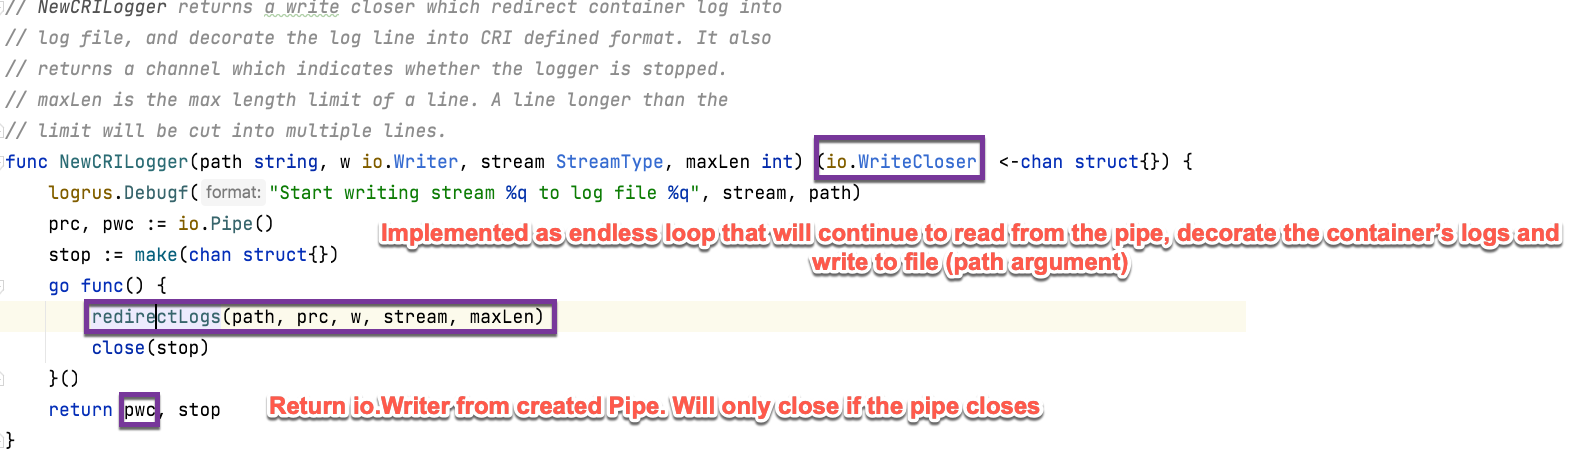 // NewCRILogger returns a write closer which redirect container log into
// log file, and decorate the log line into CRI defined format. It also
// returns a channel which indicates whether the logger is stopped.
// maxLen is the max length limit of a line. A line longer than the
// limit will be cut into multiple lines.
func NewCRILogger(path string, w io.Writer, stream StreamType, maxLen int) (io.WriteCloser, <-chan struct{}) {
logrus.Debugf( format: "Start writing stream %q to log file %q", stream, path)
prc, pwc := io.Pipe()
Implemented as endless loop that will continue to read from the pipe, decorate the container’s logs and
stop := make(chan struct{})
write to file (path argument)
go func() {
redirectLogs(path, prc, w, stream, maxLen)
close(stop)
}()
return pwc, stop
Return io.Writer from created Pipe. Will only close if the pipe closes
}